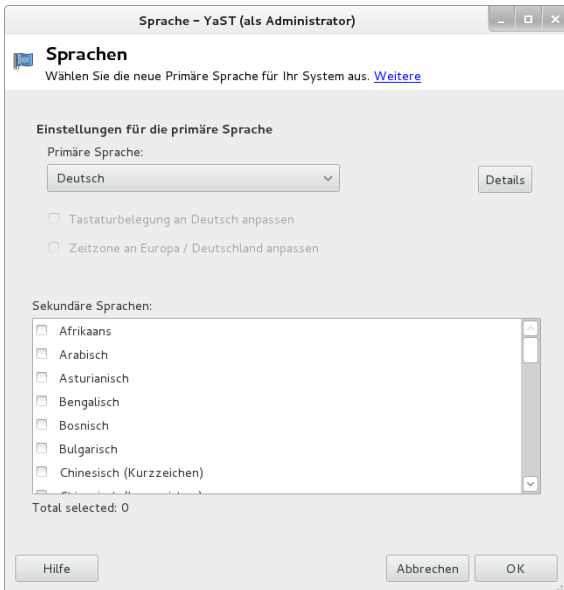 Sprache – YaST (als Administrator)
Sprachen
Wählen Sie die neue Primäre Sprache für Ihr System aus. Weitere
Einstellungen für die primäre Sprache
Primäre Sprache:
Deutsch
Details
Tastaturbelegung an Deutsch anpassen
Zeitzone an Europa / Deutschland anpassen
Sekundäre Sprachen:
Afrikaans
Arabisch
Asturianisch
Bengalisch
Bosnisch
Bulgarisch
Chinesisch (Kurzzeichen)
Total selected: 0
Hilfe
Abbrechen
OK